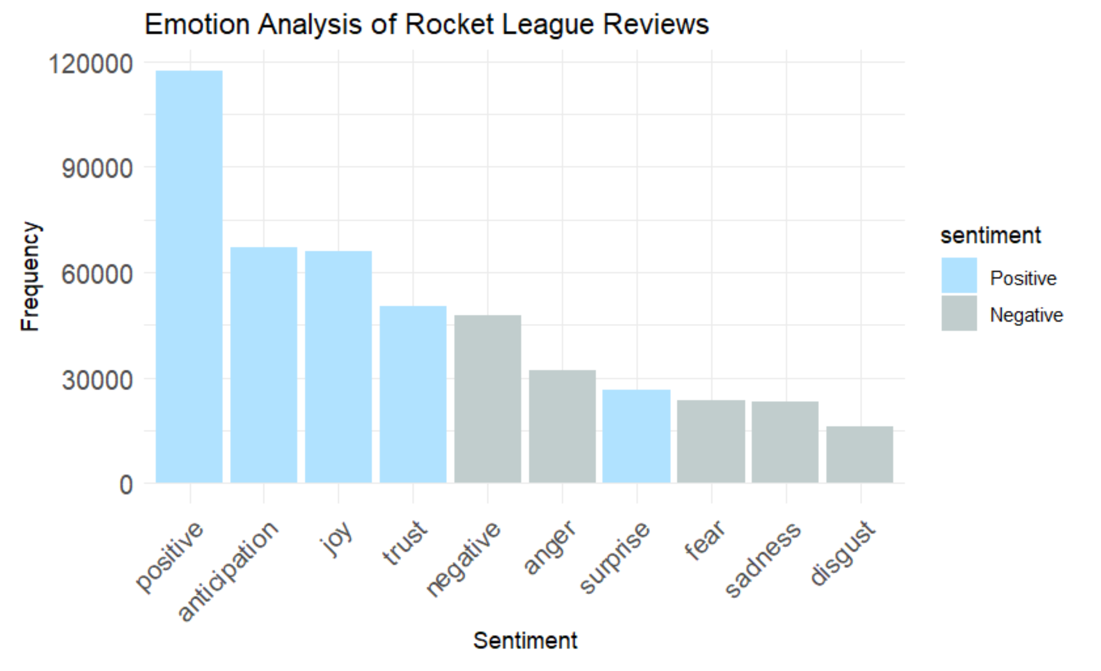 Emotion Analysis of Rocket League Reviews
120000
90000
60000
30000
0
Frequency
positive
anticipation
joy
trust
negative
anger
surprise
fear
sadness
disgust
Sentiment
sentiment
Positive
Negative